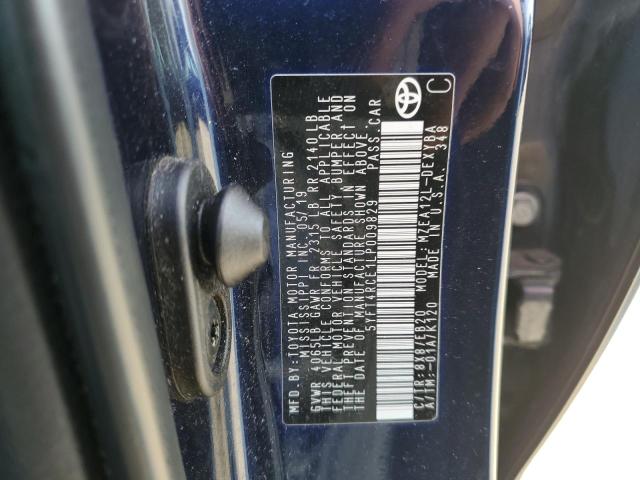 MFD.BY: TOYOTA MOTOR MANUFACTURING
MISSISSIPPI INC. 05/19
GVWR 4065LB GAWR FR 2315 LB RR 2140 LB
THIS VEHICLE CONFORMS TO ALL APPLICABLE
FEDERAL MOTOR VEHICLE SAFETY, BUMPER, AND
THEFT PREVENTION STANDARDS IN EFFECT ON
THE DATE OF MANUFACTURE SHOWN ABOVE.
5YFT4RCE1LP009829 PASS.CAR
C/TR: 8X8/EB20 MODEL: MZEA12L-DEXYBA
A/TM:-01A/K120 MADE IN U.S.A. 348
C